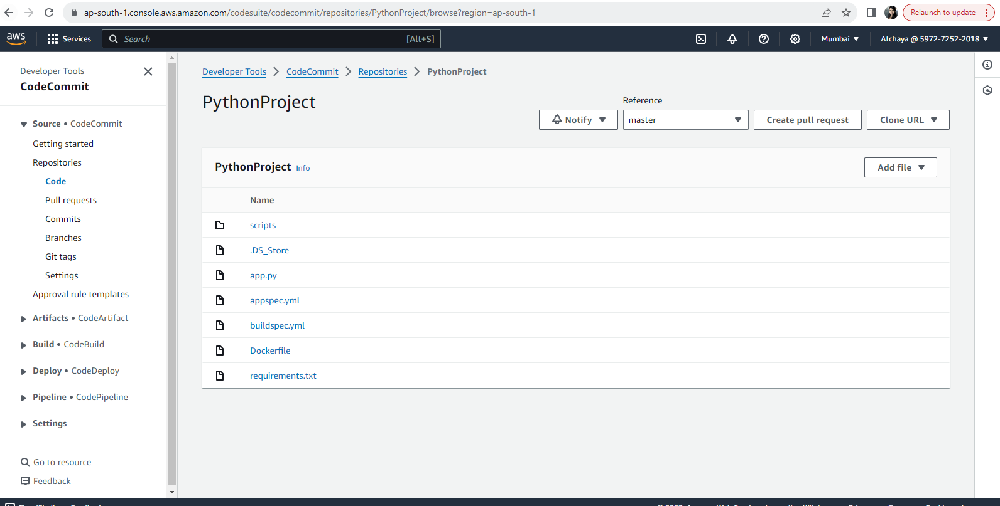 ap-south-1.console.aws.amazon.com/codesuite/codecommit/repositories/PythonProject/browse?region=ap-south-1
Relaunch to update
aws
Services
Search
[Alt+S]
Mumbai
Atchaya @ 5972-7252-2018
Developer Tools
CodeCommit
Source • CodeCommit
Getting started
Repositories
Code
Pull requests
Commits
Branches
Git tags
Settings
Approval rule templates
Artifacts • CodeArtifact
Build • CodeBuild
Deploy • CodeDeploy
Pipeline • CodePipeline
Settings
Go to resource
Feedback
Developer Tools
CodeCommit
Repositories
PythonProject
PythonProject
Reference
Notify
master
Create pull request
Clone URL
PythonProject Info
Add file
Name
scripts
.DS_Store
app.py
appspec.yml
buildspec.yml
Dockerfile
requirements.txt